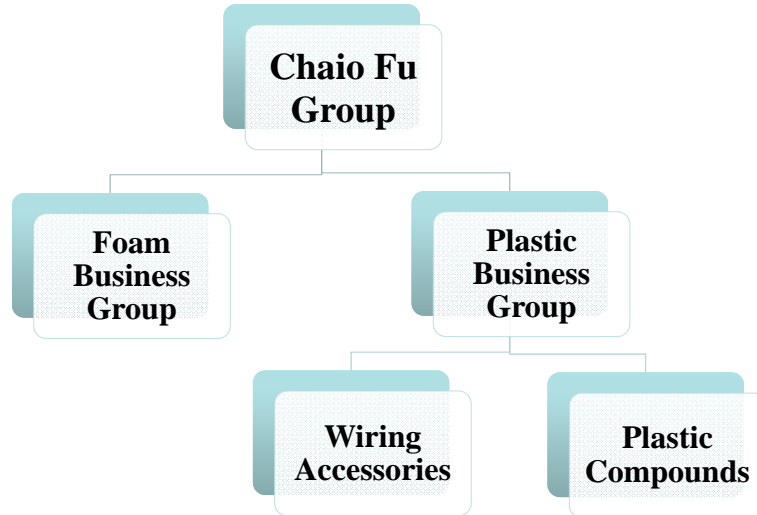 Chaio Fu
Group
Foam
Business
Group
Plastic
Business
Group
Wiring
Accessories
Plastic
Compounds